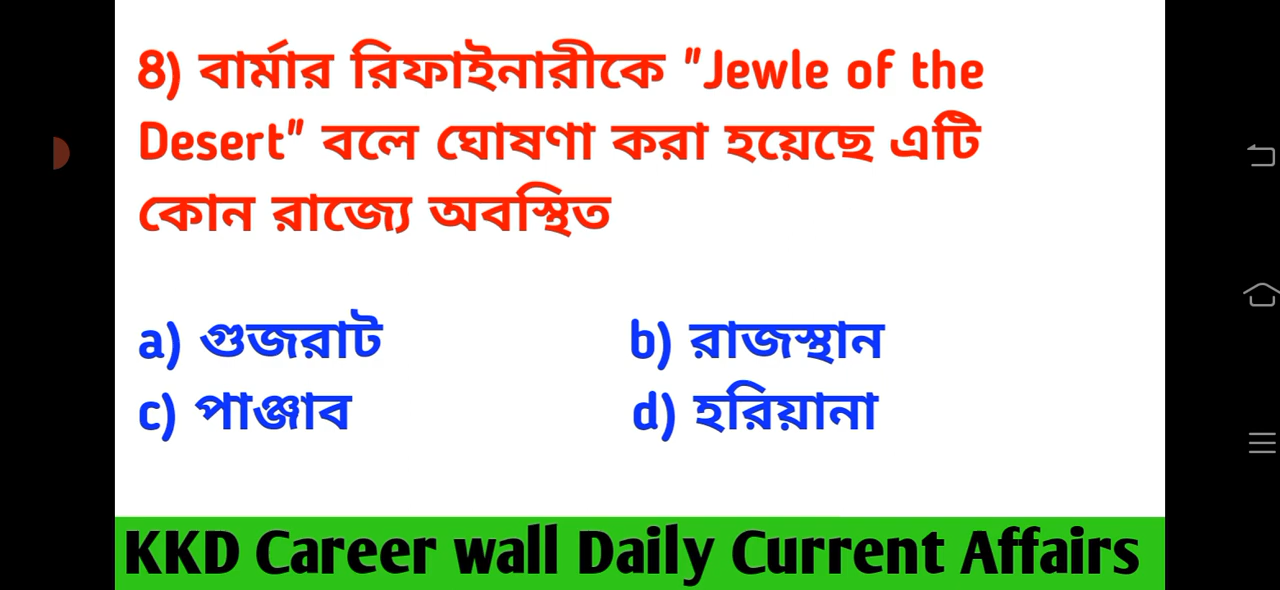 8) বার্মার রিফাইনারীকে "Jewle of the
Desert" বলে ঘোষণা করা হয়েছে এটি
কোন রাজ্যে অবস্থিত
a) গুজরাট b) রাজস্থান
c) পাঞ্জাব d) হরিয়ানা
KKD Career wall Daily Current Affairs